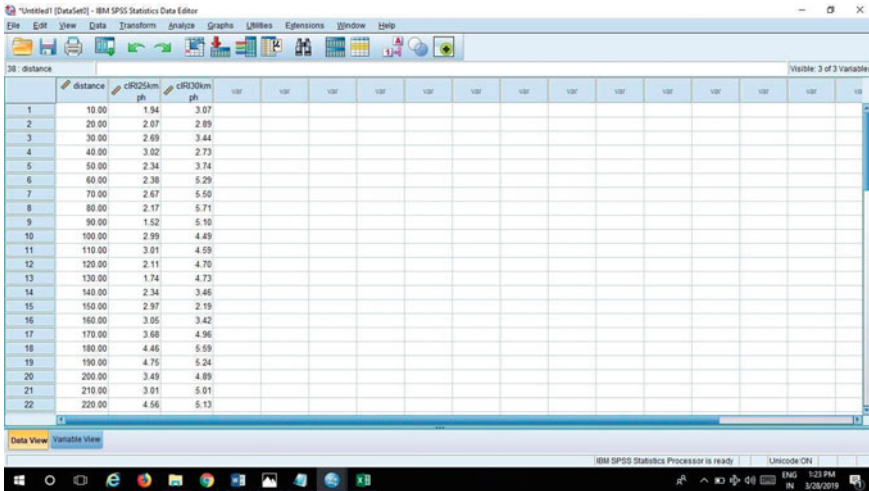 *Untitled1 [DataSet0] - IBM SPSS Statistics Data Editor
File Edit View Data Transform Analyze Graphs Utilities Extensions Window Help
38 : distance Visible: 3 of 3 Variables
distance cIRI25km ph cIRI30km ph var var var var var var var var var var var
1 10.00 1.94 3.07
2 20.00 2.07 2.89
3 30.00 2.69 3.44
4 40.00 3.02 2.73
5 50.00 2.34 3.74
6 60.00 2.38 5.29
7 70.00 2.67 5.50
8 80.00 2.17 5.71
9 90.00 1.52 5.10
10 100.00 2.99 4.49
11 110.00 3.01 4.59
12 120.00 2.11 4.70
13 130.00 1.74 4.73
14 140.00 2.34 3.46
15 150.00 2.97 2.19
16 160.00 3.05 3.42
17 170.00 3.68 4.96
18 180.00 4.46 5.59
19 190.00 4.75 5.24
20 200.00 3.49 4.89
21 210.00 3.01 5.01
22 220.00 4.56 5.13
Data View Variable View
IBM SPSS Statistics Processor is ready Unicode:ON
ENG 1:23 PM
IN 3/28/2019